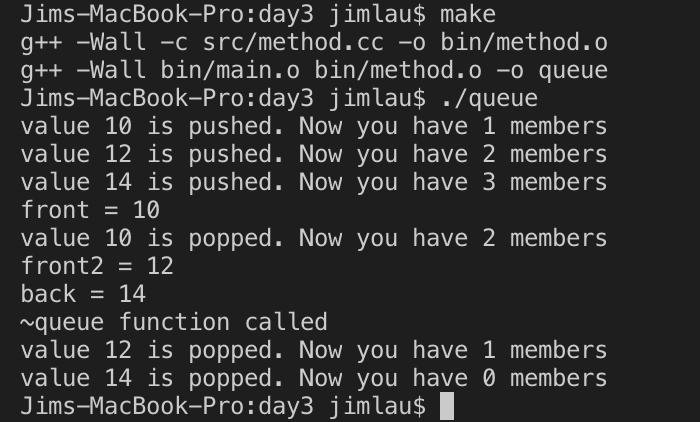 Jims-MacBook-Pro:day3 jimlau$ make
g++ -Wall -c src/method.cc -o bin/method.o
g++ -Wall bin/main.o bin/method.o -o queue
Jims-MacBook-Pro:day3 jimlau$ ./queue
value 10 is pushed. Now you have 1 members
value 12 is pushed. Now you have 2 members
value 14 is pushed. Now you have 3 members
front = 10
value 10 is popped. Now you have 2 members
front2 = 12
back = 14
~queue function called
value 12 is popped. Now you have 1 members
value 14 is popped. Now you have 0 members
Jims-MacBook-Pro:day3 jimlau$